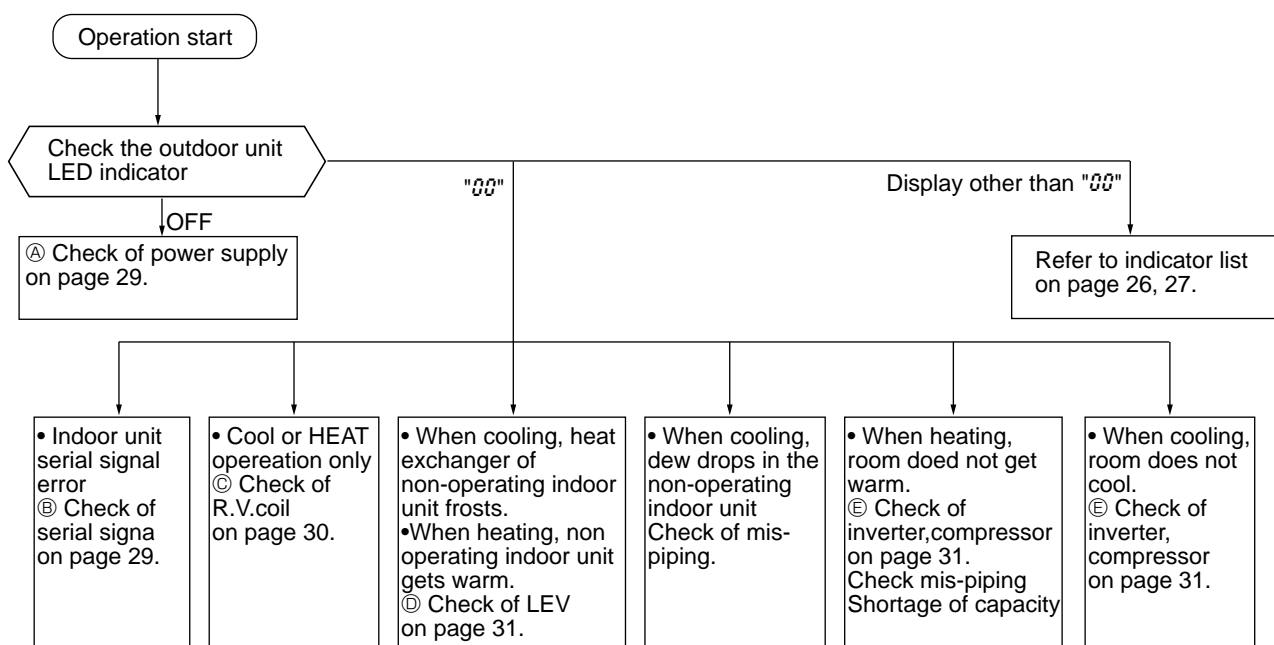 Operation start
Check the outdoor unit
LED indicator
"00"
Display other than "00"
OFF
Ⓐ Check of power supply
on page 29.
Refer to indicator list
on page 26, 27.
• Indoor unit
serial signal
error
Ⓑ Check of
serial signa
on page 29.
• Cool or HEAT
opereation only
Ⓒ Check of
R.V.coil
on page 30.
• When cooling, heat
exchanger of
non-operating indoor
unit frosts.
•When heating, non
operating indoor unit
gets warm.
Ⓓ Check of LEV
on page 31.
• When cooling,
dew drops in the
non-operating
indoor unit
Check of mis-
piping.
• When heating,
room doed not get
warm.
Ⓔ Check of
inverter,compressor
on page 31.
Check mis-piping
Shortage of capacity
• When cooling,
room does not
cool.
Ⓔ Check of
inverter,
compressor
on page 31.